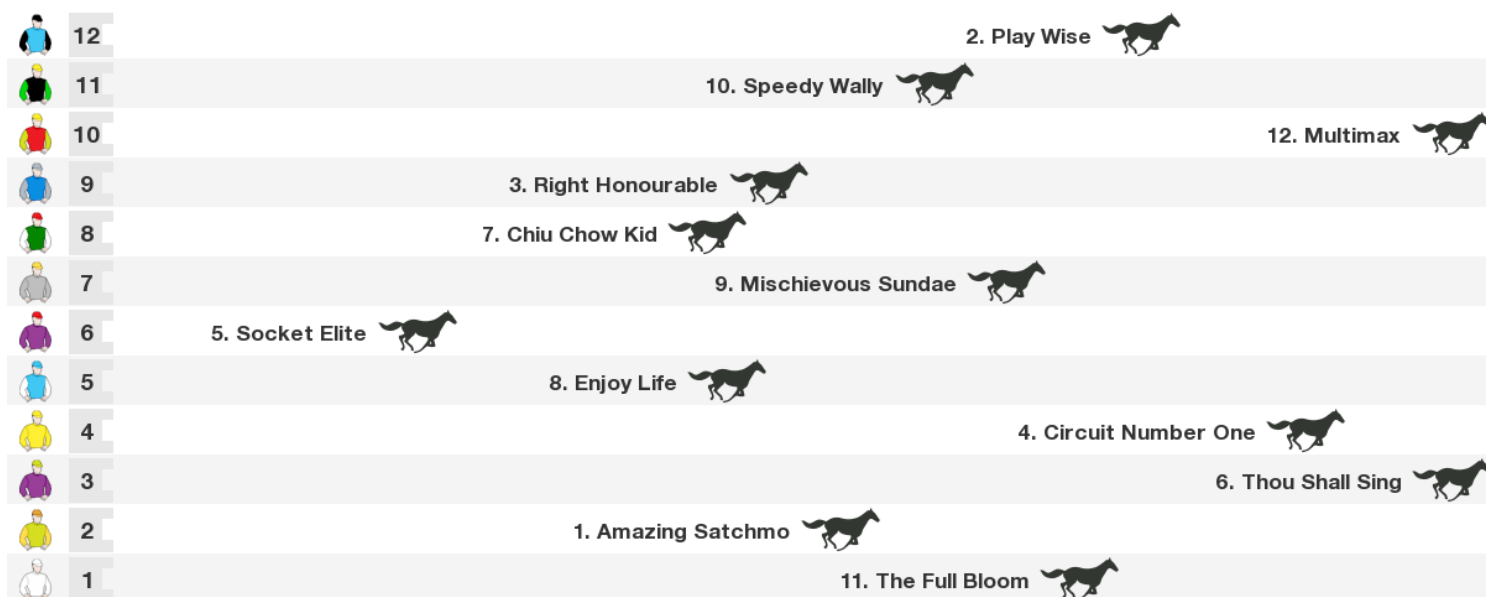 12 2. Play Wise
11 10. Speedy Wally
10 12. Multimax
9 3. Right Honourable
8 7. Chiu Chow Kid
7 9. Mischievous Sundae
6 5. Socket Elite
5 8. Enjoy Life
4 4. Circuit Number One
3 6. Thou Shall Sing
2 1. Amazing Satchmo
1 11. The Full Bloom